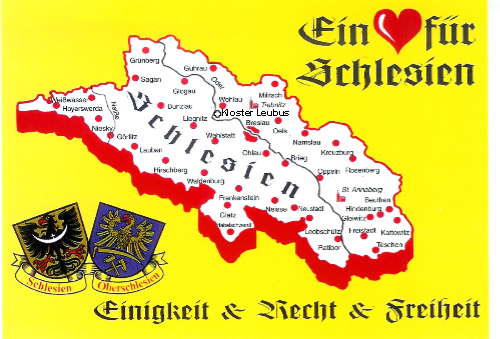 Ein für
Schlesien
Grünberg
Guhrau
Oder
Sagan
Glogau
Militsch
Weißwasser
Hoyerswerda
Neiße
Bunzlau
Wohlau
Trebnitz
Kloster Leubus
Liegnitz
Breslau
Oels
Niesky
Görlitz
Wahlstatt
Namslau
Lauban
Ohlau
Kreuzburg
Schlesien
Hirschberg
Brieg
Rosenberg
Waldenburg
Oppeln
Frankenstein
St. Annaberg
Beuthen
Glatz
Neisse
Neustadt
Hindenburg
Gleiwitz
Habelschwerdt
Leobschütz
Freistadt
Kattowitz
Ratibor
Teschen
Schlesien
Oberschlesien
Einigkeit & Recht & Freiheit